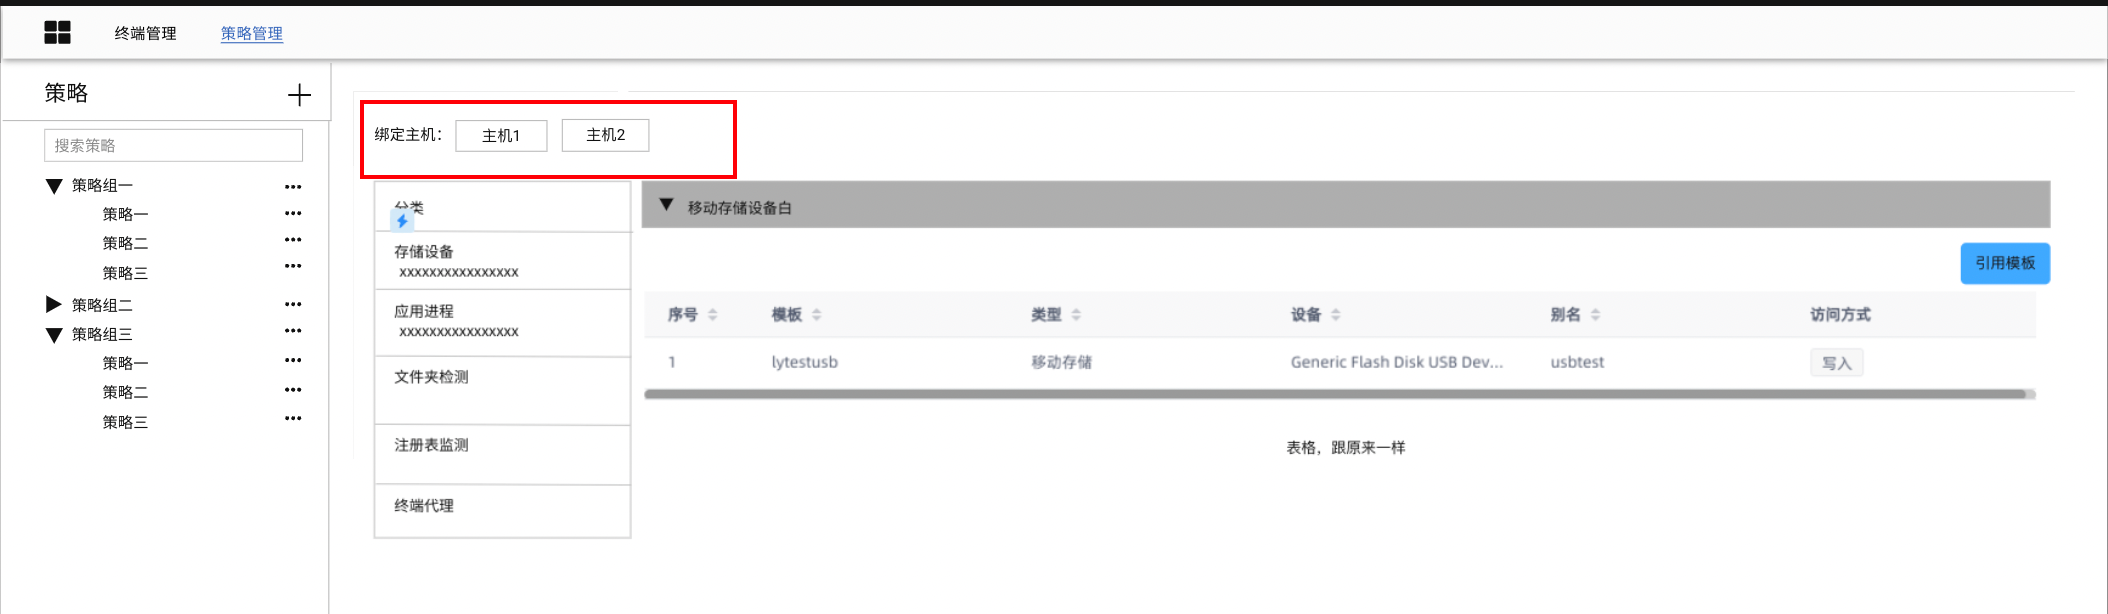 终端管理 策略管理
策略
搜索策略
策略组一
策略一
策略二
策略三
策略组二
策略组三
策略一
策略二
策略三
绑定主机： 主机1 主机2
分类
存储设备
xxxxxxxxxxxxxxxx
应用进程
xxxxxxxxxxxxxxxx
文件夹检测
注册表监测
终端代理
移动存储设备白
引用模板
序号 模板 类型 设备 别名 访问方式
1 lytestusb 移动存储 Generic Flash Disk USB Dev... usbtest 写入
表格，跟原来一样